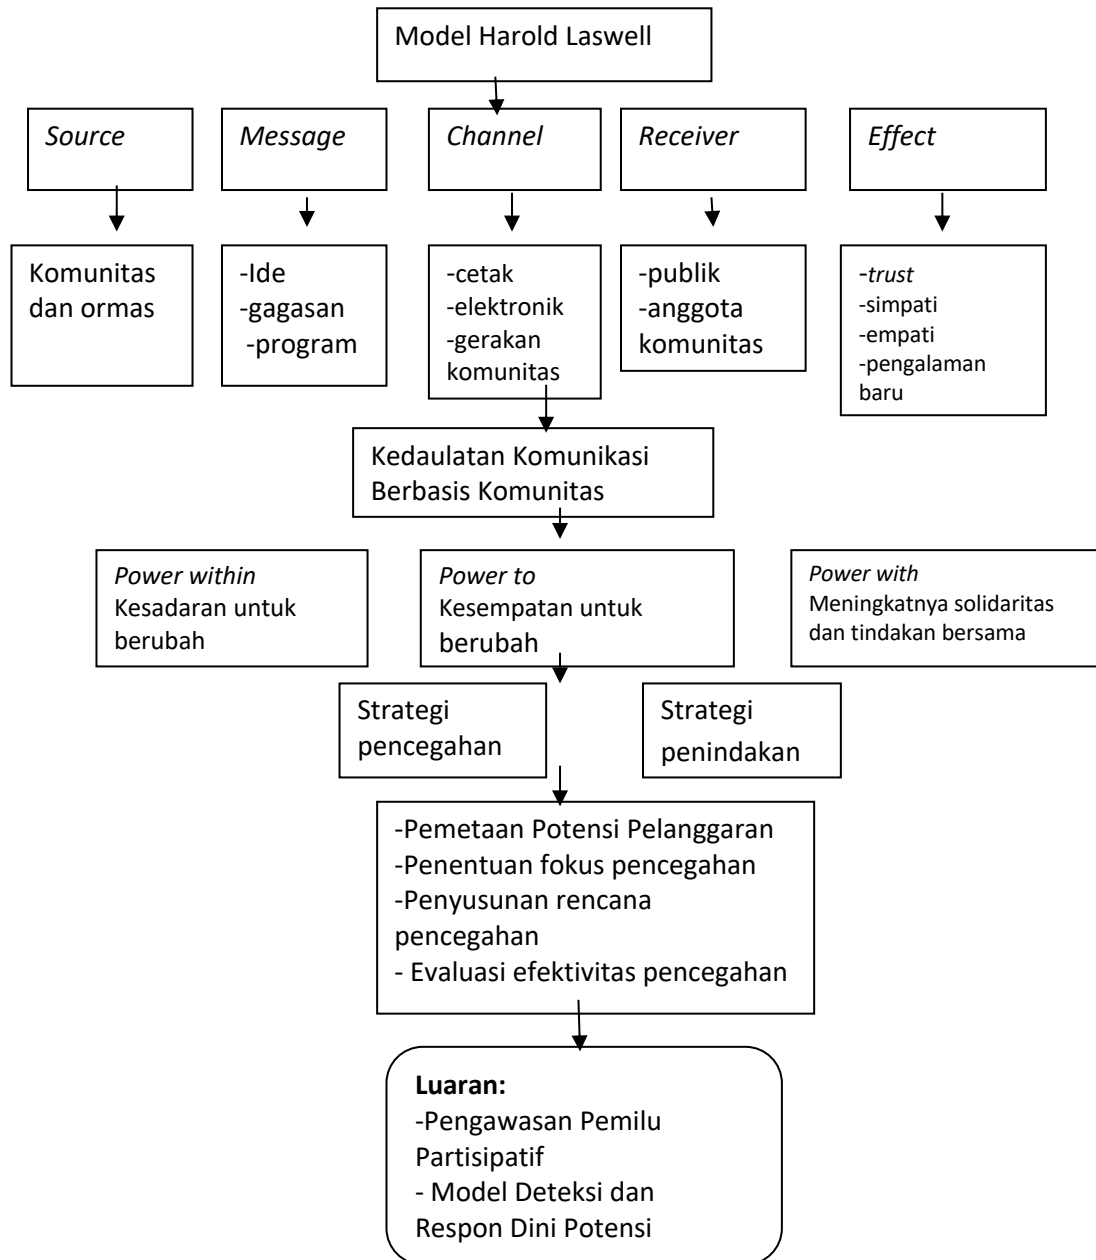 Model Harold Laswell
Source
Message
Channel
Receiver
Effect
Komunitas
dan ormas
-Ide
-gagasan
-program
-cetak
-elektronik
-gerakan
komunitas
-publik
-anggota
komunitas
-trust
-simpati
-empati
-pengalaman
baru
Kedaulatan Komunikasi
Berbasis Komunitas
Power within
Kesadaran untuk
berubah
Power to
Kesempatan untuk
berubah
Power with
Meningkatnya solidaritas
dan tindakan bersama
Strategi
pencegahan
Strategi
penindakan
-Pemetaan Potensi Pelanggaran
-Penentuan fokus pencegahan
-Penyusunan rencana
pencegahan
- Evaluasi efektivitas pencegahan
Luaran:
-Pengawasan Pemilu
Partisipatif
- Model Deteksi dan
Respon Dini Potensi